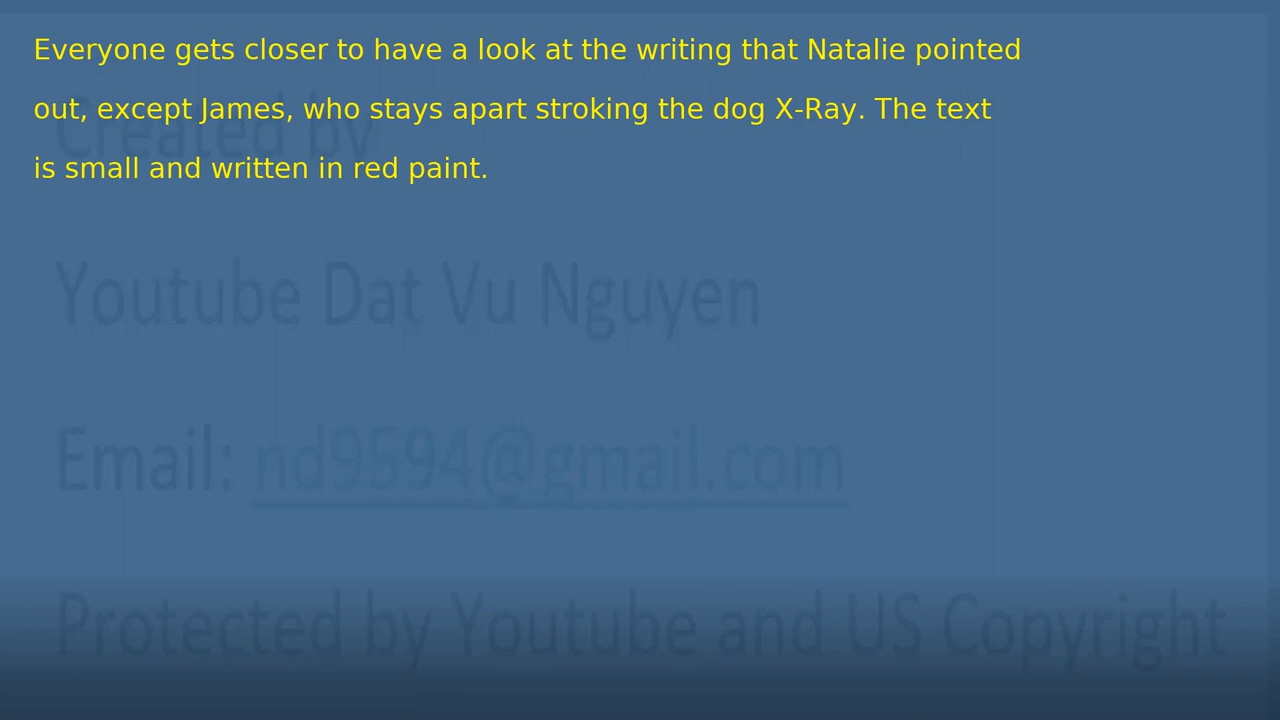 Everyone gets closer to have a look at the writing that Natalie pointed
out, except James, who stays apart stroking the dog X-Ray. The text
is small and written in red paint.
Created by
Youtube Dat Vu Nguyen
Email: nd9594@gmail.com
Protected by Youtube and US Copyright